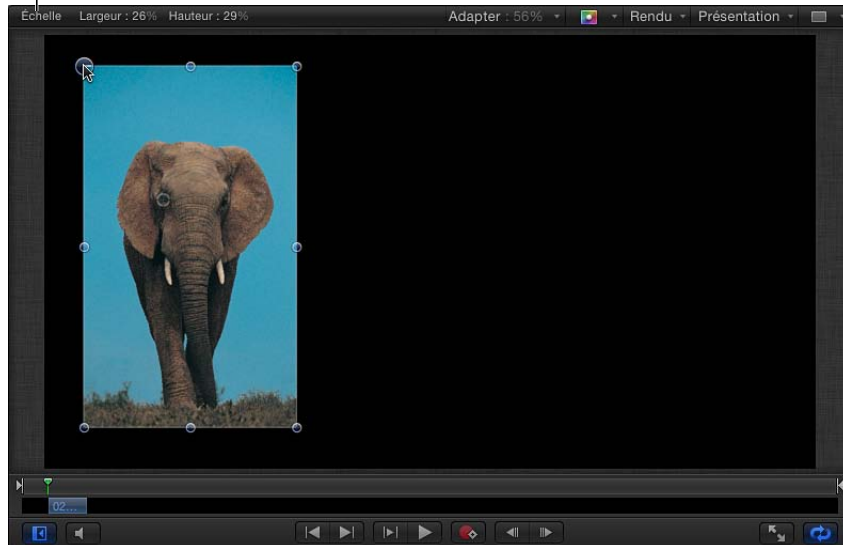 Échelle Largeur : 26% Hauteur : 29% Adapter : 56% Rendu Présentation
02...